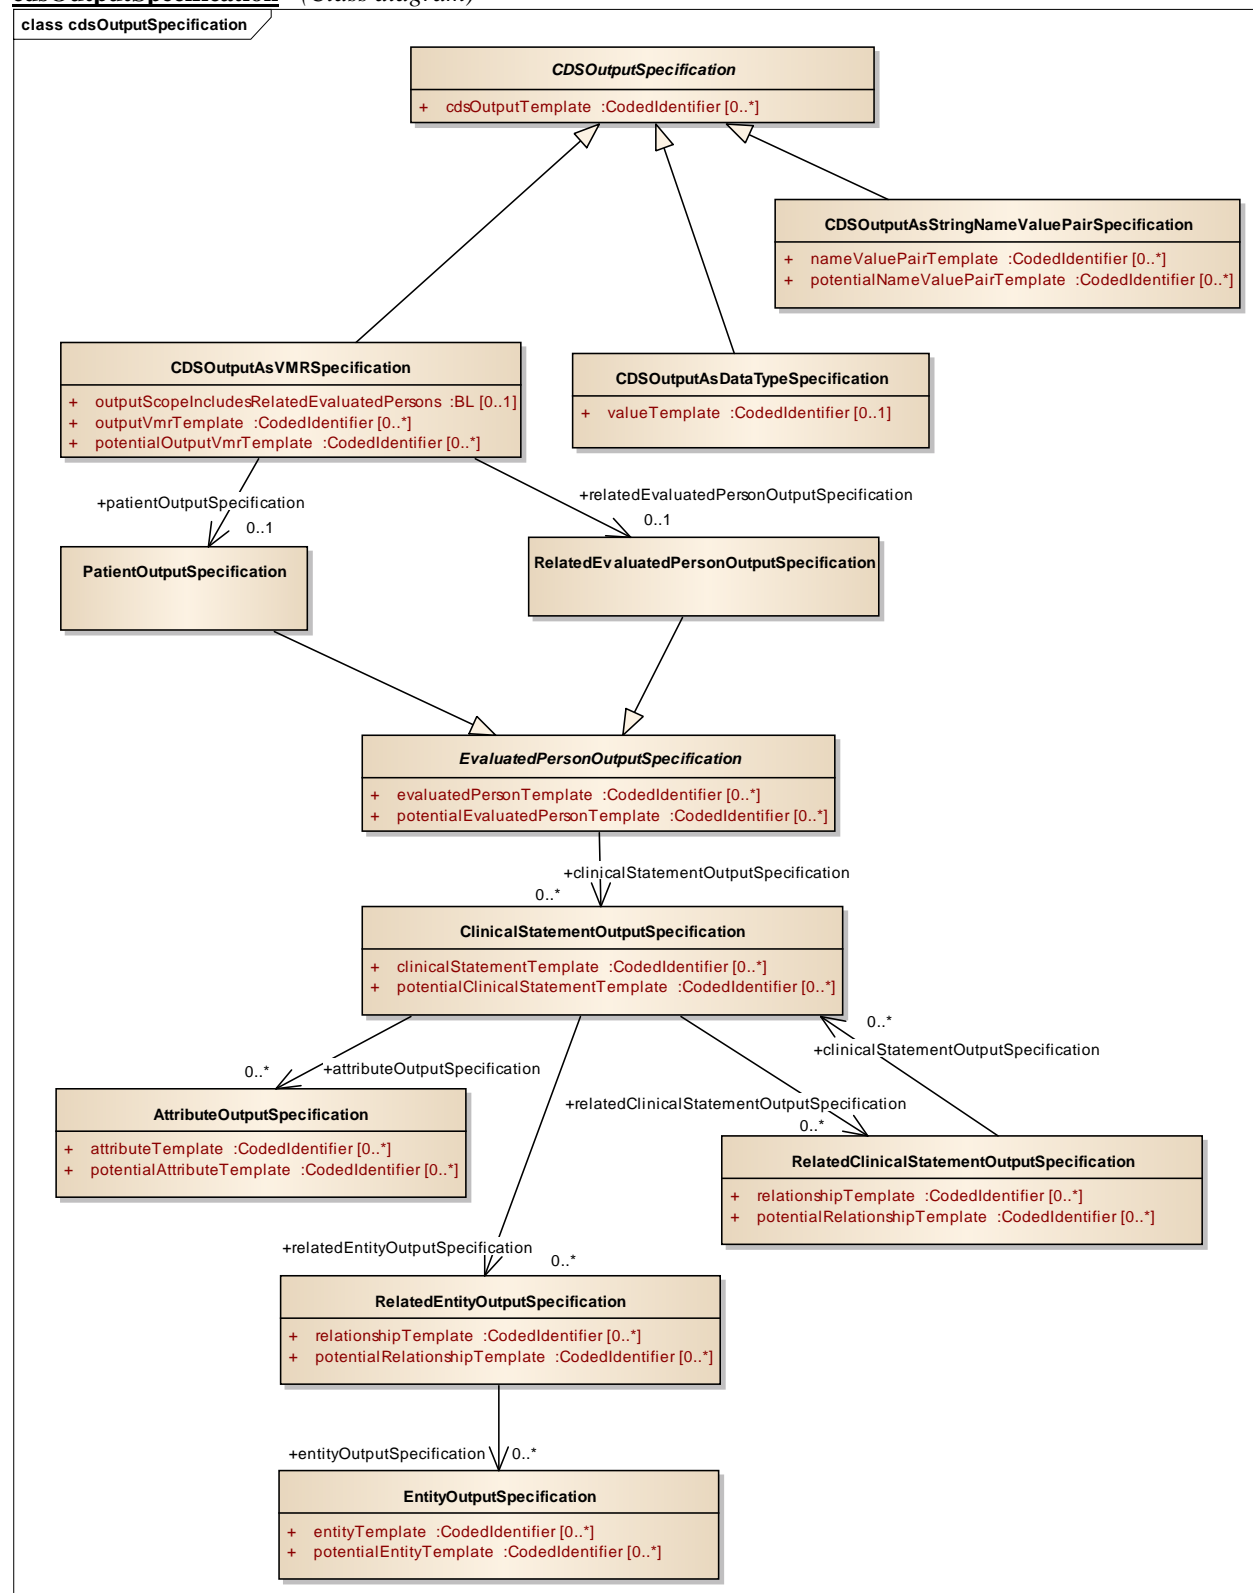 cdsOutputSpecification (Class diagram)
class cdsOutputSpecification
CDSOutputSpecification
+ cdsOutputTemplate :CodedIdentifier [0..*]
CDSOutputAsStringNameValuePairSpecification
+ nameValuePairTemplate :CodedIdentifier [0..*]
+ potentialNameValuePairTemplate :CodedIdentifier [0..*]
CDSOutputAsVMRSpecification
+ outputScopeIncludesRelatedEvaluatedPersons :BL [0..1]
+ outputVmrTemplate :CodedIdentifier [0..*]
+ potentialOutputVmrTemplate :CodedIdentifier [0..*]
CDSOutputAsDataTypeSpecification
+ valueTemplate :CodedIdentifier [0..1]
+patientOutputSpecification
0..1
+relatedEvaluatedPersonOutputSpecification
0..1
PatientOutputSpecification
RelatedEvaluatedPersonOutputSpecification
EvaluatedPersonOutputSpecification
+ evaluatedPersonTemplate :CodedIdentifier [0..*]
+ potentialEvaluatedPersonTemplate :CodedIdentifier [0..*]
+clinicalStatementOutputSpecification
0..*
ClinicalStatementOutputSpecification
+ clinicalStatementTemplate :CodedIdentifier [0..*]
+ potentialClinicalStatementTemplate :CodedIdentifier [0..*]
0..*
+clinicalStatementOutputSpecification
0..*
+attributeOutputSpecification
+relatedClinicalStatementOutputSpecification
0..*
AttributeOutputSpecification
+ attributeTemplate :CodedIdentifier [0..*]
+ potentialAttributeTemplate :CodedIdentifier [0..*]
RelatedClinicalStatementOutputSpecification
+ relationshipTemplate :CodedIdentifier [0..*]
+ potentialRelationshipTemplate :CodedIdentifier [0..*]
+relatedEntityOutputSpecification
0..*
RelatedEntityOutputSpecification
+ relationshipTemplate :CodedIdentifier [0..*]
+ potentialRelationshipTemplate :CodedIdentifier [0..*]
+entityOutputSpecification
0..*
EntityOutputSpecification
+ entityTemplate :CodedIdentifier [0..*]
+ potentialEntityTemplate :CodedIdentifier [0..*]